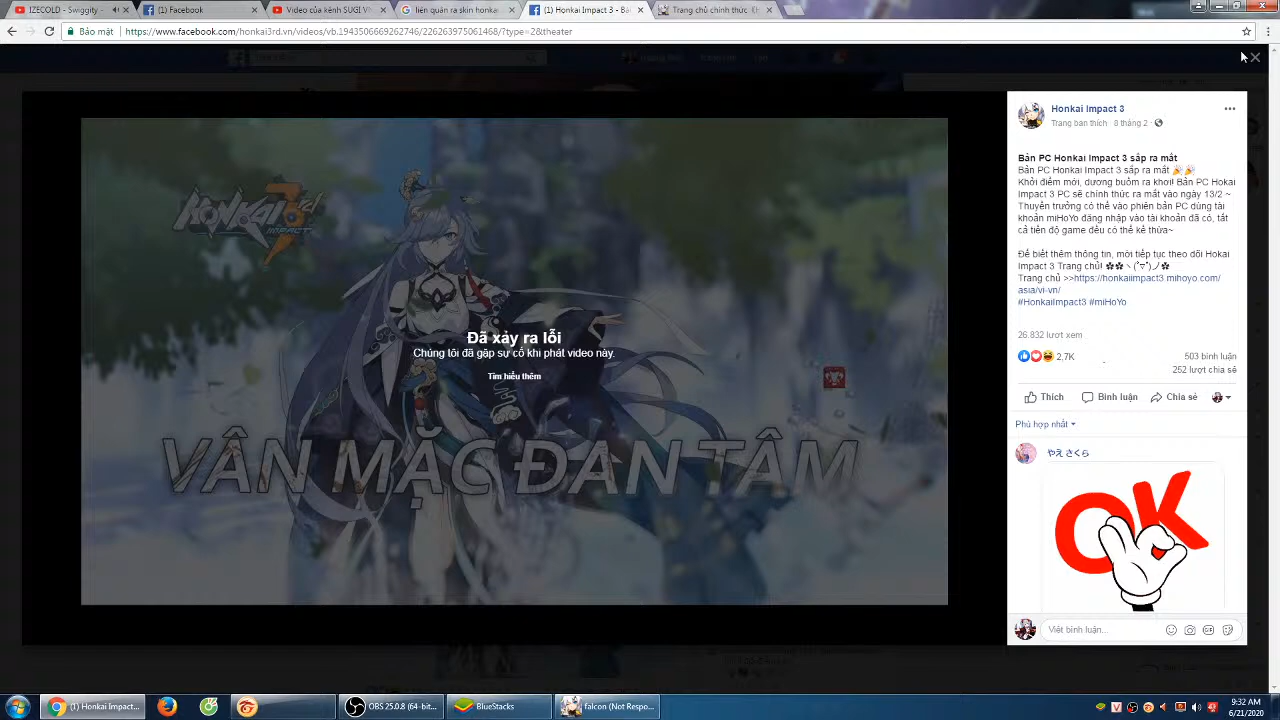 IZECOLD - Swiggity -
(1) Facebook
Video của kênh SUGI V
liên quân ra skin honkai
(1) Honkai Impact 3 - Bả
Trang chủ chính thức
Bảo mật
https://www.facebook.com/honkai3rd.vn/videos/vb.1943506669262746/226263975061468/?type=2&theater
HONKAI 3rd
IMPACT
Đã xảy ra lỗi
Chúng tôi đã gặp sự cố khi phát video này.
Tìm hiểu thêm
VÂN MẶC ĐAN TÂM
Honkai Impact 3
Trang bạn thích · 8 tháng 2 ·
Bản PC Honkai Impact 3 sắp ra mắt
Bản PC Honkai Impact 3 sắp ra mắt 🎉🎉
Khởi điểm mới, dương buồm ra khơi! Bản PC Hokai
Impact 3 PC sẽ chính thức ra mắt vào ngày 13/2 ~
Thuyền trưởng có thể vào phiên bản PC dùng tài
khoản miHoYo đăng nhập vào tài khoản đã có, tất
cả tiến độ game đều có thể kế thừa~
Để biết thêm thông tin, mời tiếp tục theo dõi Hokai
Impact 3 Trang chủ! ✿✿ヽ(°▽°)ノ✿
Trang chủ >>https://honkaiimpact3.mihoyo.com/
asia/vi-vn/
#HonkaiImpact3 #miHoYo
26.832 lượt xem
2,7K
503 bình luận
252 lượt chia sẻ
Thích
Bình luận
Chia sẻ
Phù hợp nhất
やえ さくら
OK
Viết bình luận...
(1) Honkai Impact...
OBS 25.0.8 (64-bit...
BlueStacks
falcon (Not Respo...
9:32 AM
6/21/2020